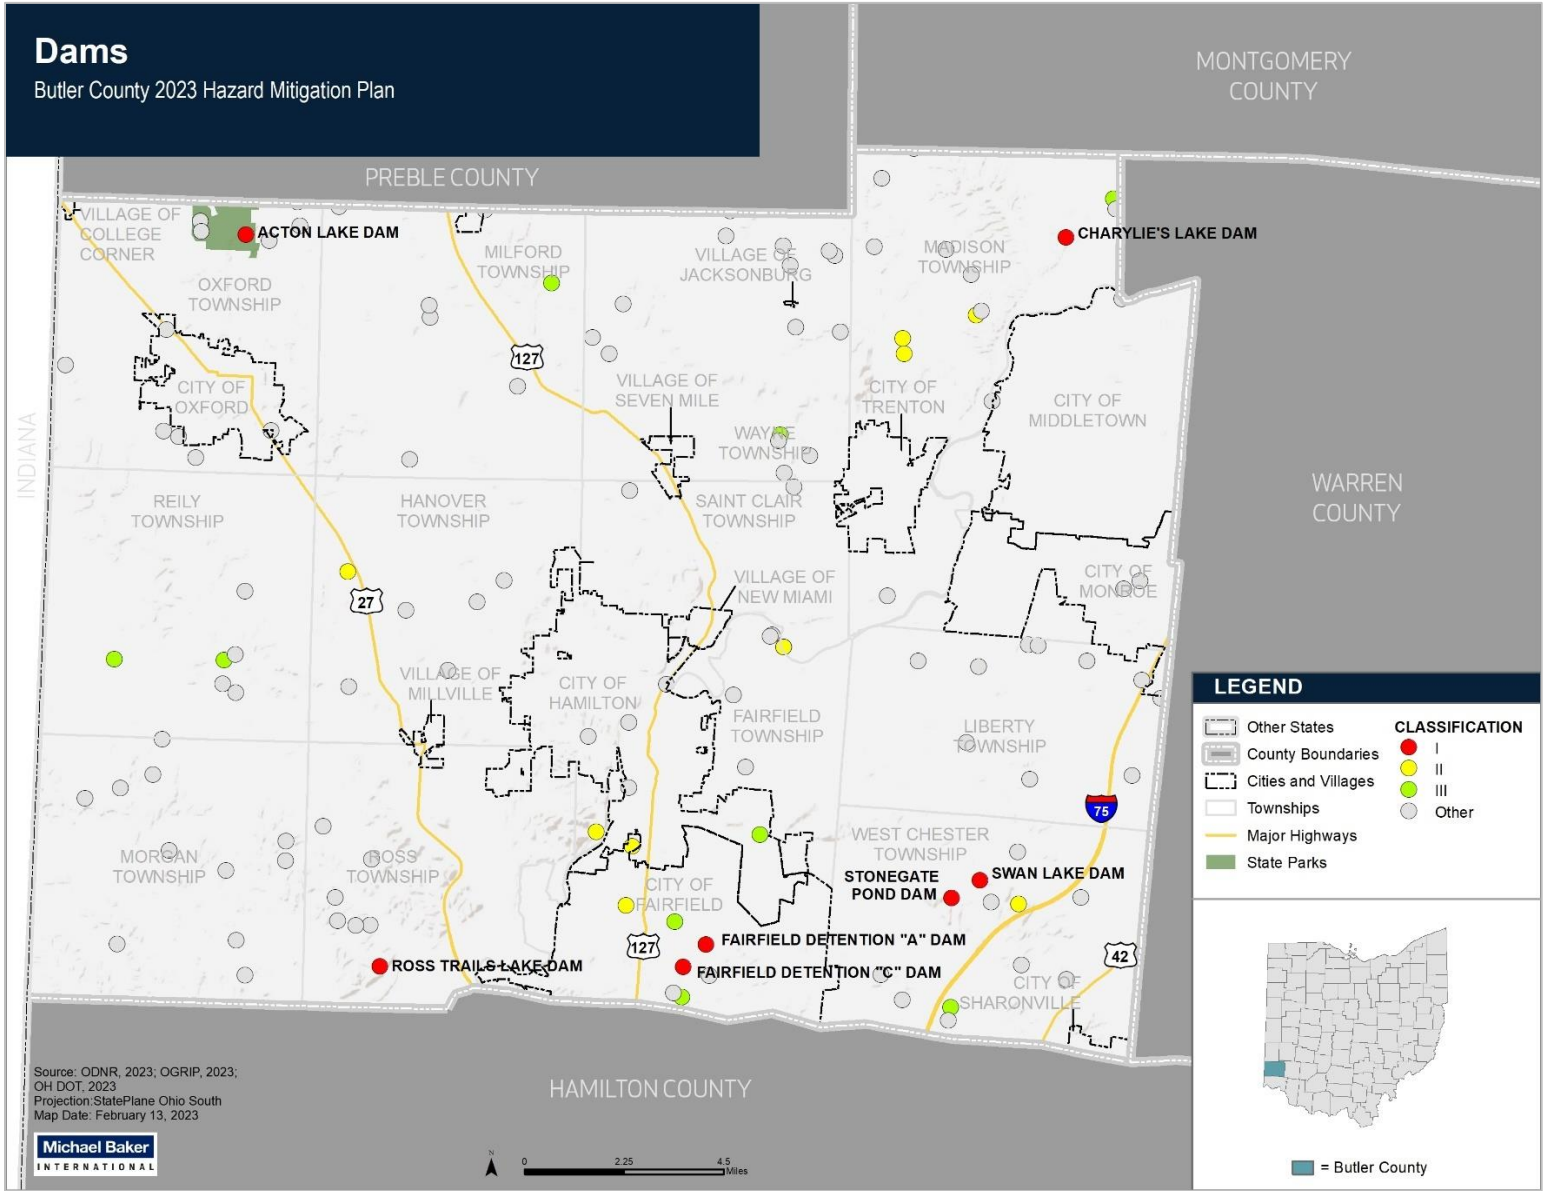 Dams
Butler County 2023 Hazard Mitigation Plan
MONTGOMERY
COUNTY
PREBLE COUNTY
VILLAGE OF
COLLEGE
CORNER
ACTON LAKE DAM
MILFORD
TOWNSHIP
VILLAGE OF
JACKSONBURG
MADISON
TOWNSHIP
CHARYLIE'S LAKE DAM
OXFORD
TOWNSHIP
127
CITY OF
OXFORD
VILLAGE OF
SEVEN MILE
CITY OF
TRENTON
CITY OF
MIDDLETOWN
INDIANA
WAYNE
TOWNSHIP
WARREN
COUNTY
REILY
TOWNSHIP
HANOVER
TOWNSHIP
SAINT CLAIR
TOWNSHIP
VILLAGE OF
NEW MIAMI
CITY OF
MONROE
27
VILLAGE OF
MILLVILLE
CITY OF
HAMILTON
FAIRFIELD
TOWNSHIP
LIBERTY
TOWNSHIP
75
MORGAN
TOWNSHIP
ROSS
TOWNSHIP
WEST CHESTER
TOWNSHIP
STONEGATE
POND DAM
SWAN LAKE DAM
CITY OF
FAIRFIELD
127
FAIRFIELD DETENTION "A" DAM
FAIRFIELD DETENTION "C" DAM
ROSS TRAILS LAKE DAM
42
CITY OF
SHARONVILLE
HAMILTON COUNTY
LEGEND
Other States
County Boundaries
Cities and Villages
Townships
Major Highways
State Parks
CLASSIFICATION
I
II
III
Other
= Butler County
Source: ODNR, 2023; OGRIP, 2023;
OH DOT, 2023
Projection:StatePlane Ohio South
Map Date: February 13, 2023
Michael Baker
INTERNATIONAL
N
0 2.25 4.5
Miles